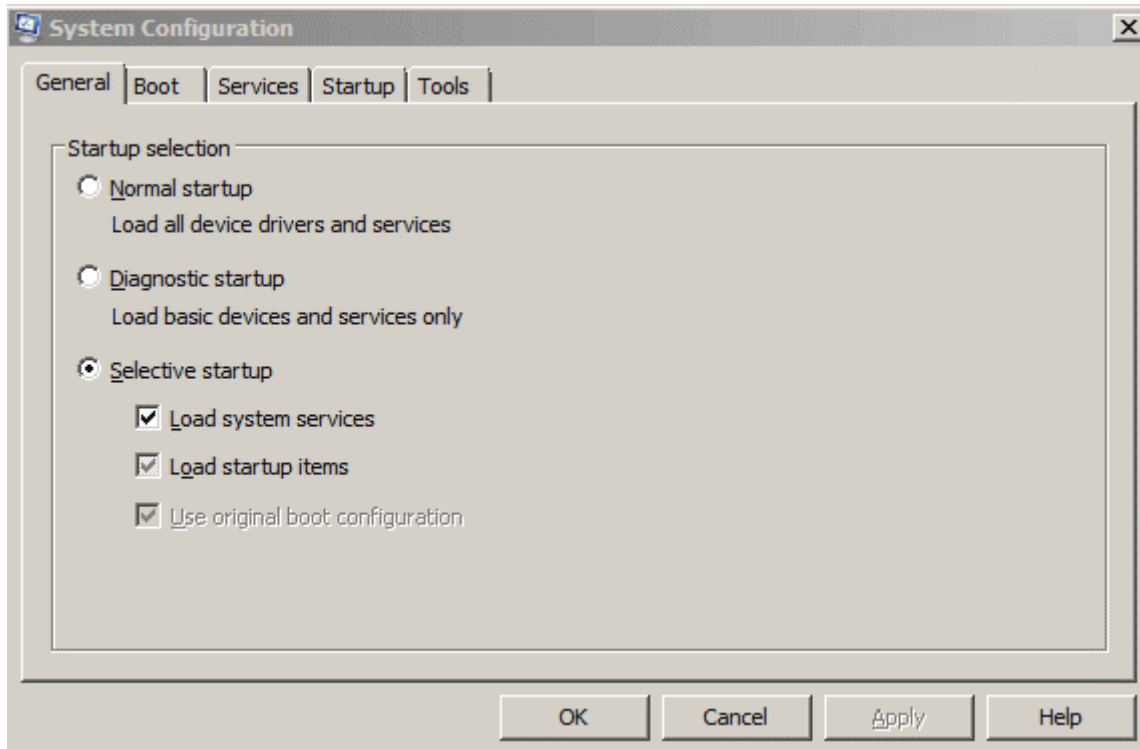 System Configuration
General Boot Services Startup Tools
Startup selection
Normal startup
Load all device drivers and services
Diagnostic startup
Load basic devices and services only
Selective startup
Load system services
Load startup items
Use original boot configuration
OK Cancel Apply Help